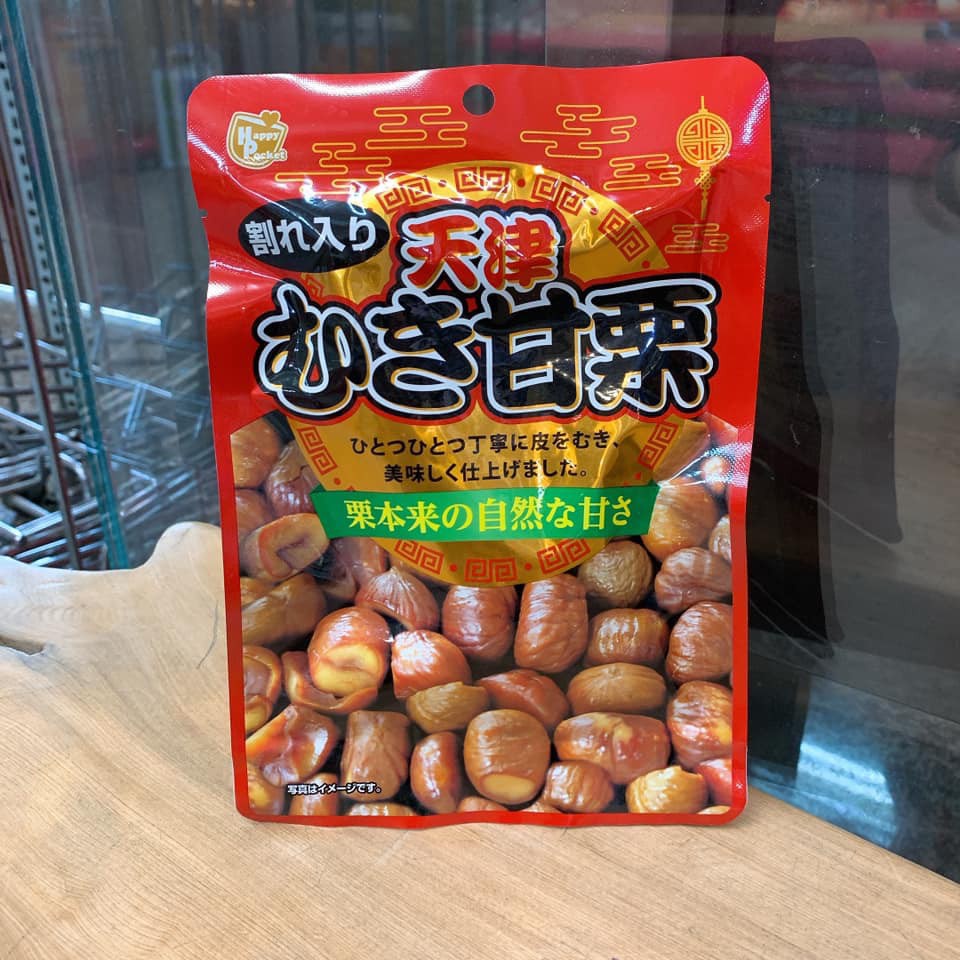 Happy
Pocket
割れ入り
天津
むき甘栗
ひとつひとつ丁寧に皮をむき、
美味しく仕上げました。
栗本来の自然な甘さ
写真はイメージです。